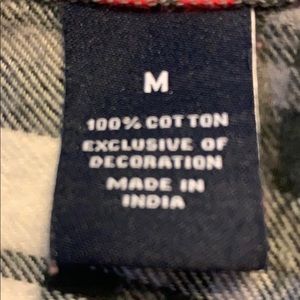 M
100% COTTON
EXCLUSIVE OF
DECORATION
MADE IN
INDIA